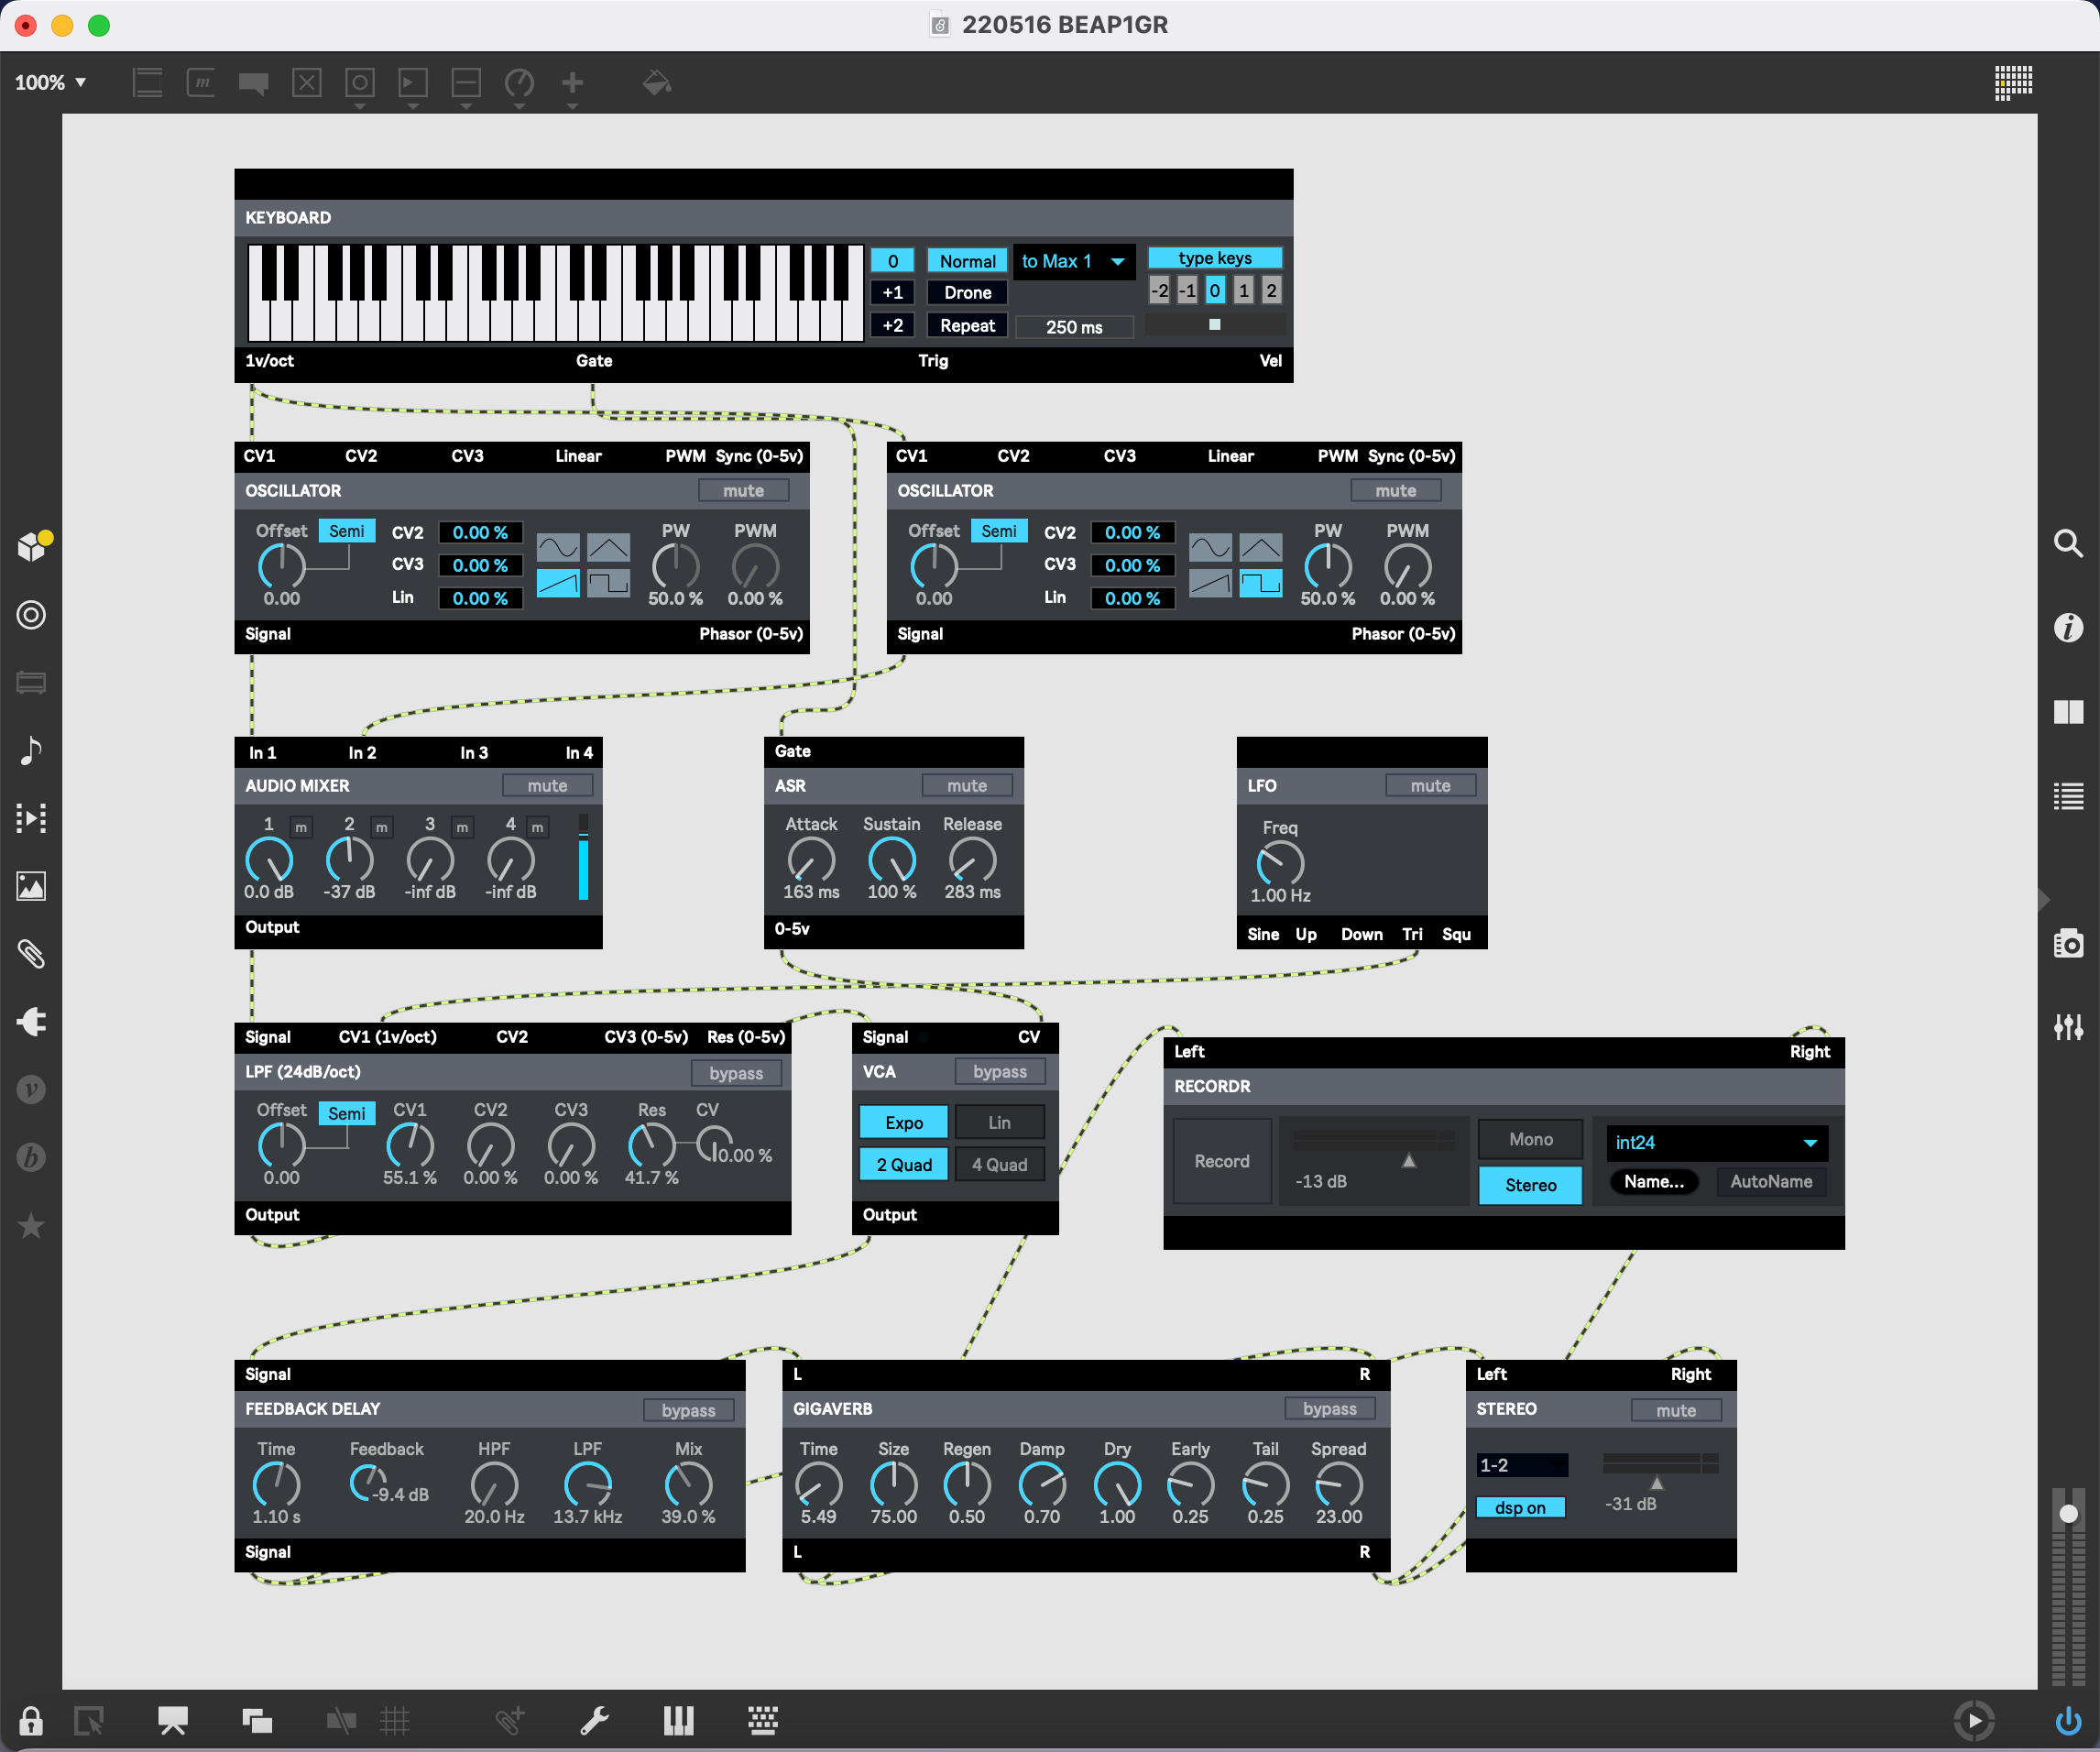 220516 BEAP1GR
100%
KEYBOARD
0 Normal to Max 1 type keys
+1 Drone -2 -1 0 1 2
+2 Repeat 250 ms
1v/oct Gate Trig Vel
CV1 CV2 CV3 Linear PWM Sync (0-5v)
OSCILLATOR mute
Offset Semi CV2 0.00 % PW PWM
CV3 0.00 %
0.00 Lin 0.00 % 50.0 % 0.00 %
Signal Phasor (0-5v)
CV1 CV2 CV3 Linear PWM Sync (0-5v)
OSCILLATOR mute
Offset Semi CV2 0.00 % PW PWM
CV3 0.00 %
0.00 Lin 0.00 % 50.0 % 0.00 %
Signal Phasor (0-5v)
In 1 In 2 In 3 In 4
AUDIO MIXER mute
1 m 2 m 3 m 4 m
0.0 dB -37 dB -inf dB -inf dB
Output
Gate
ASR mute
Attack Sustain Release
163 ms 100 % 283 ms
0-5v
LFO mute
Freq
1.00 Hz
Sine Up Down Tri Squ
Signal CV1 (1v/oct) CV2 CV3 (0-5v) Res (0-5v)
LPF (24dB/oct) bypass
Offset Semi CV1 CV2 CV3 Res CV
0.00 55.1 % 0.00 % 0.00 % 41.7 % 0.00 %
Output
Signal CV
VCA bypass
Expo Lin
2 Quad 4 Quad
Output
Left Right
RECORDR
Record -13 dB Mono int24
Stereo Name... AutoName
Signal
FEEDBACK DELAY bypass
Time Feedback HPF LPF Mix
1.10 s -9.4 dB 20.0 Hz 13.7 kHz 39.0 %
Signal
L R
GIGAVERB bypass
Time Size Regen Damp Dry Early Tail Spread
5.49 75.00 0.50 0.70 1.00 0.25 0.25 23.00
L R
Left Right
STEREO mute
1-2
dsp on -31 dB